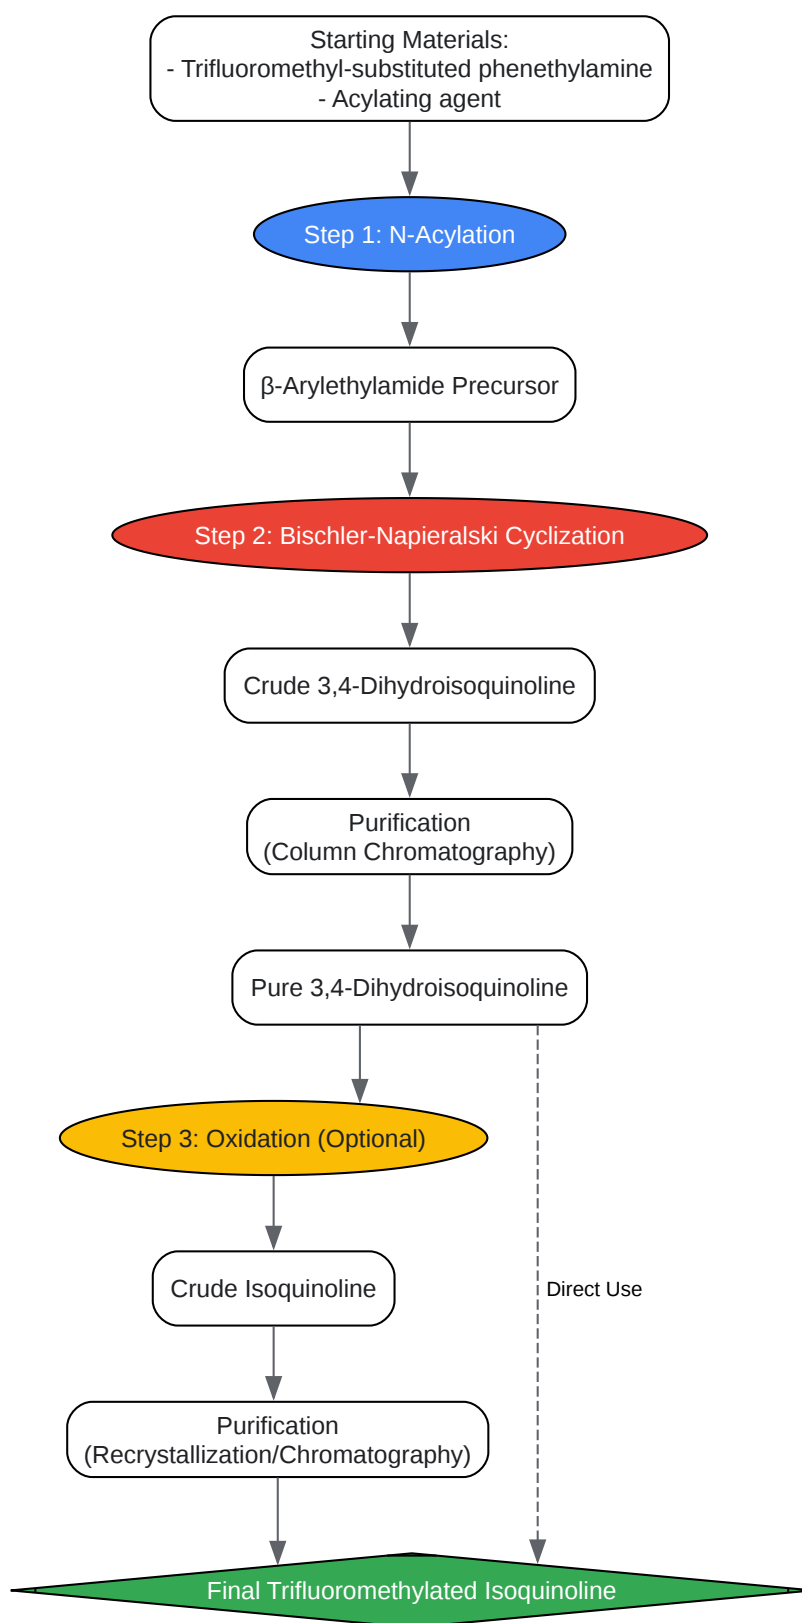 Starting Materials:
- Trifluoromethyl-substituted phenethylamine
- Acylating agent
Step 1: N-Acylation
β-Arylethylamide Precursor
Step 2: Bischler-Napieralski Cyclization
Crude 3,4-Dihydroisoquinoline
Purification
(Column Chromatography)
Pure 3,4-Dihydroisoquinoline
Step 3: Oxidation (Optional)
Crude Isoquinoline
Direct Use
Purification
(Recrystallization/Chromatography)
Final Trifluoromethylated Isoquinoline